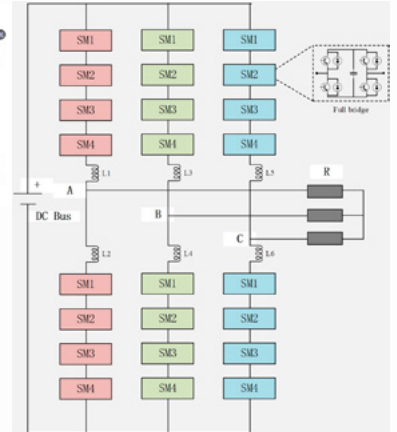 SM1 SM1 SM1
SM2 SM2 SM2
SM3 SM3 SM3
Full bridge
SM4 SM4 SM4
L1 L3 L5
R
A
+
DC Bus
B
C
L2 L4 L6
SM1 SM1 SM1
SM2 SM2 SM2
SM3 SM3 SM3
SM4 SM4 SM4